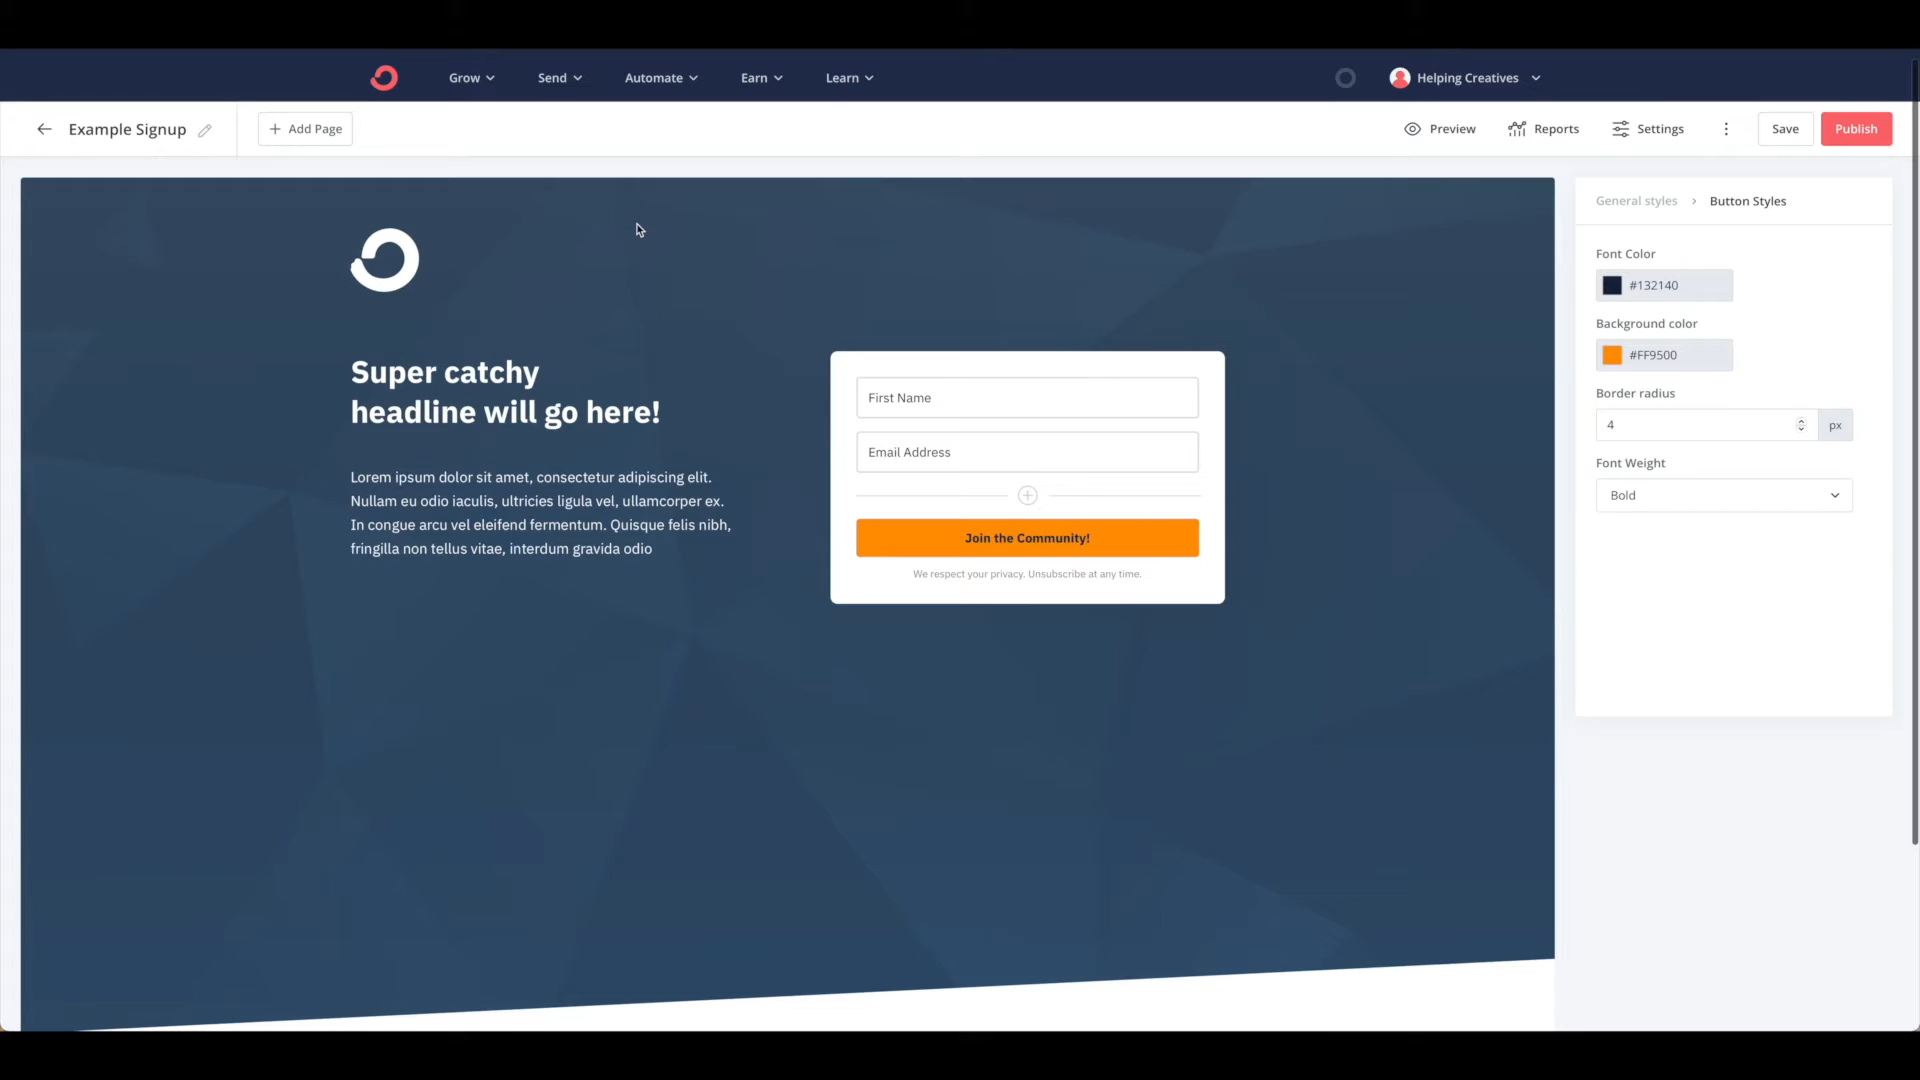 Grow
Send
Automate
Earn
Learn
Helping Creatives
Example Signup
Add Page
Preview
Reports
Settings
Save
Publish
General styles > Button Styles
Font Color
#132140
Background color
#FF9500
Border radius
4
px
Font Weight
Bold
Super catchy
headline will go here!
Lorem ipsum dolor sit amet, consectetur adipiscing elit.
Nullam eu odio iaculis, ultricies ligula vel, ullamcorper ex.
In congue arcu vel eleifend fermentum. Quisque felis nibh,
fringilla non tellus vitae, interdum gravida odio
First Name
Email Address
Join the Community!
We respect your privacy. Unsubscribe at any time.